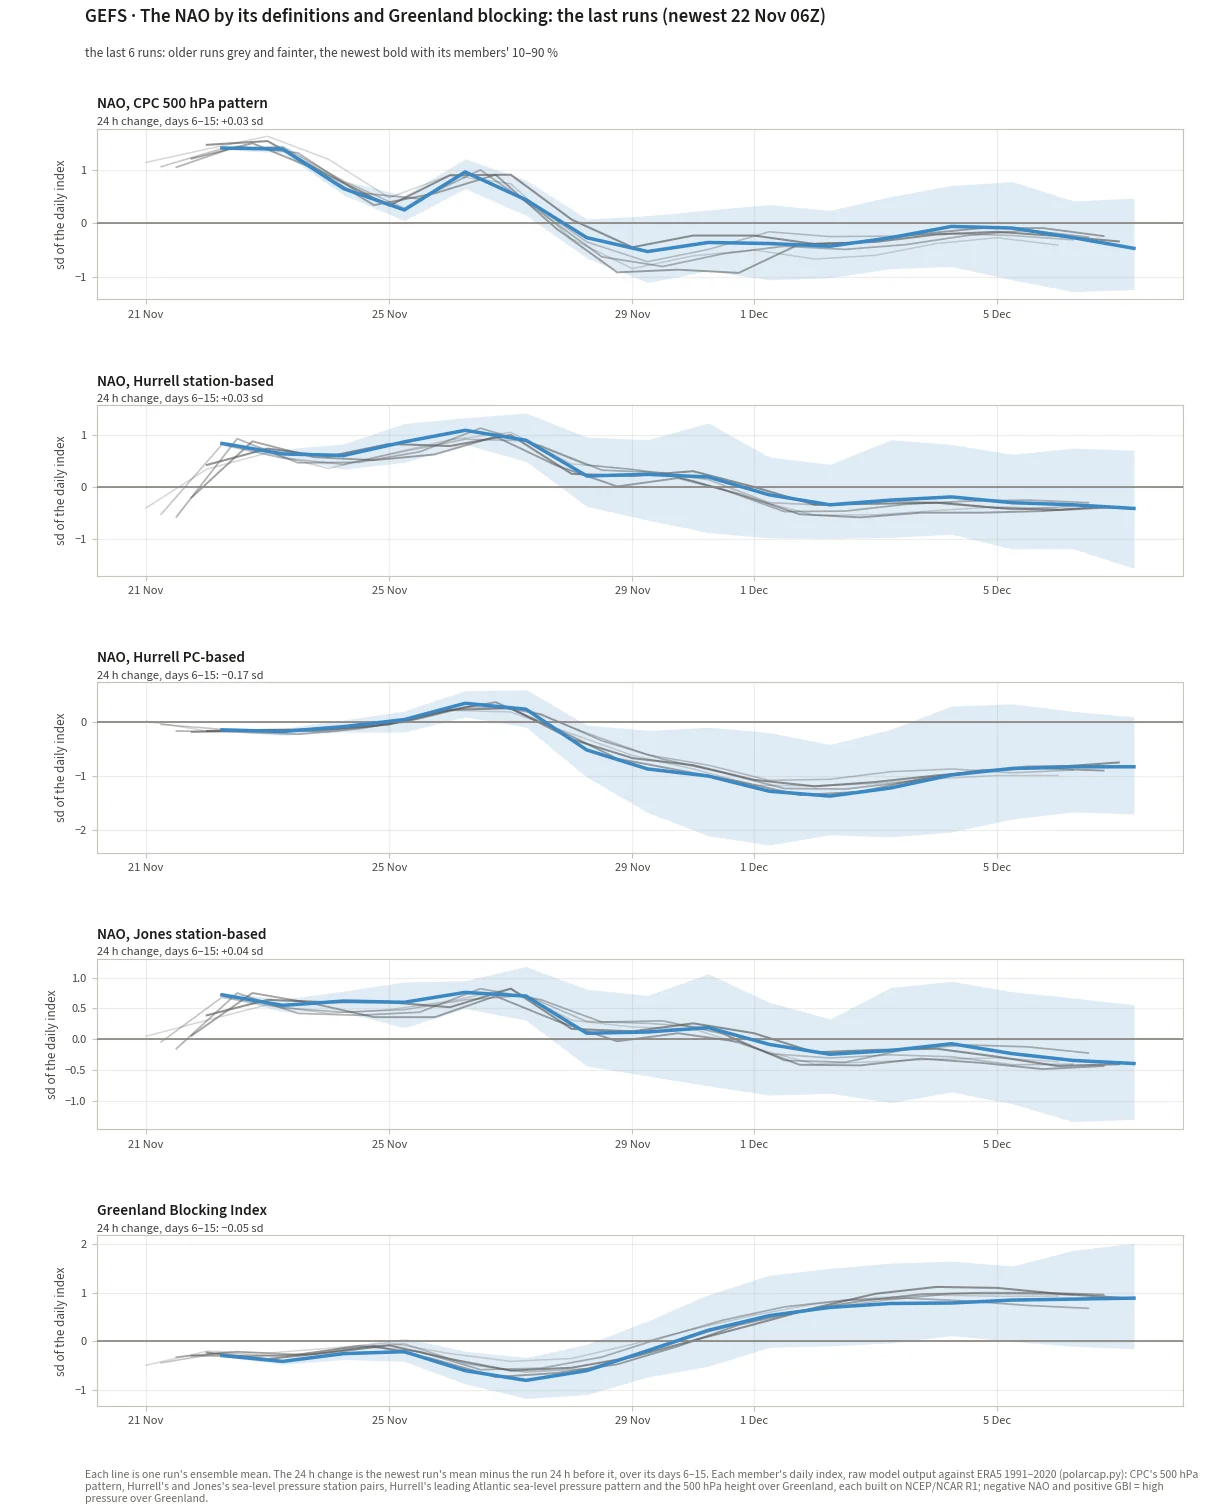 GEFS · The NAO by its definitions and Greenland blocking: the last runs (newest 22 Nov 06Z)
the last 6 runs: older runs grey and fainter, the newest bold with its members' 10–90 %
NAO, CPC 500 hPa pattern
24 h change, days 6–15: +0.03 sd
sd of the daily index
1
0
−1
21 Nov
25 Nov
29 Nov
1 Dec
5 Dec
NAO, Hurrell station-based
24 h change, days 6–15: +0.03 sd
sd of the daily index
1
0
−1
21 Nov
25 Nov
29 Nov
1 Dec
5 Dec
NAO, Hurrell PC-based
24 h change, days 6–15: −0.17 sd
sd of the daily index
0
−1
−2
21 Nov
25 Nov
29 Nov
1 Dec
5 Dec
NAO, Jones station-based
24 h change, days 6–15: +0.04 sd
sd of the daily index
1.0
0.5
0.0
−0.5
−1.0
21 Nov
25 Nov
29 Nov
1 Dec
5 Dec
Greenland Blocking Index
24 h change, days 6–15: −0.05 sd
sd of the daily index
2
1
0
−1
21 Nov
25 Nov
29 Nov
1 Dec
5 Dec
Each line is one run's ensemble mean. The 24 h change is the newest run's mean minus the run 24 h before it, over its days 6–15. Each member's daily index, raw model output against ERA5 1991–2020 (polarcap.py): CPC's 500 hPa
pattern, Hurrell's and Jones's sea-level pressure station pairs, Hurrell's leading Atlantic sea-level pressure pattern and the 500 hPa height over Greenland, each built on NCEP/NCAR R1; negative NAO and positive GBI = high
pressure over Greenland.